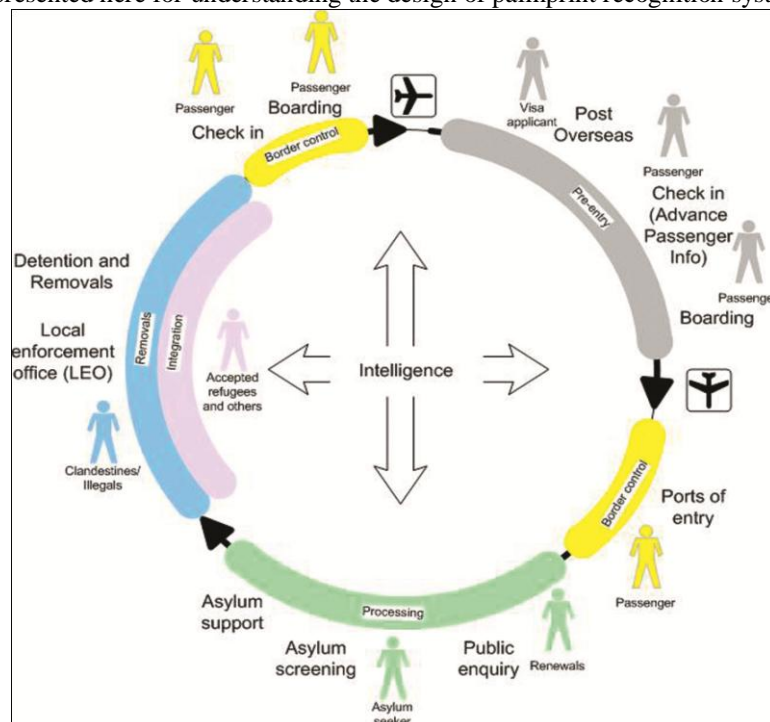 resented here for understanding the design of palmprint recognition syst
Passenger
Passenger
Check in
Boarding
Border control
Visa
applicant
Post
Overseas
Passenger
Check in
(Advance
Passenger
Info)
Pre-entry
Passenge
Boarding
Detention and
Removals
Local
enforcement
office (LEO)
Removals
Integration
Accepted
refugees
and others
Clandestines/
Illegals
Intelligence
Border control
Ports of
entry
Passenger
Processing
Asylum
support
Asylum
screening
Asylum
seeker
Public
enquiry
Renewals